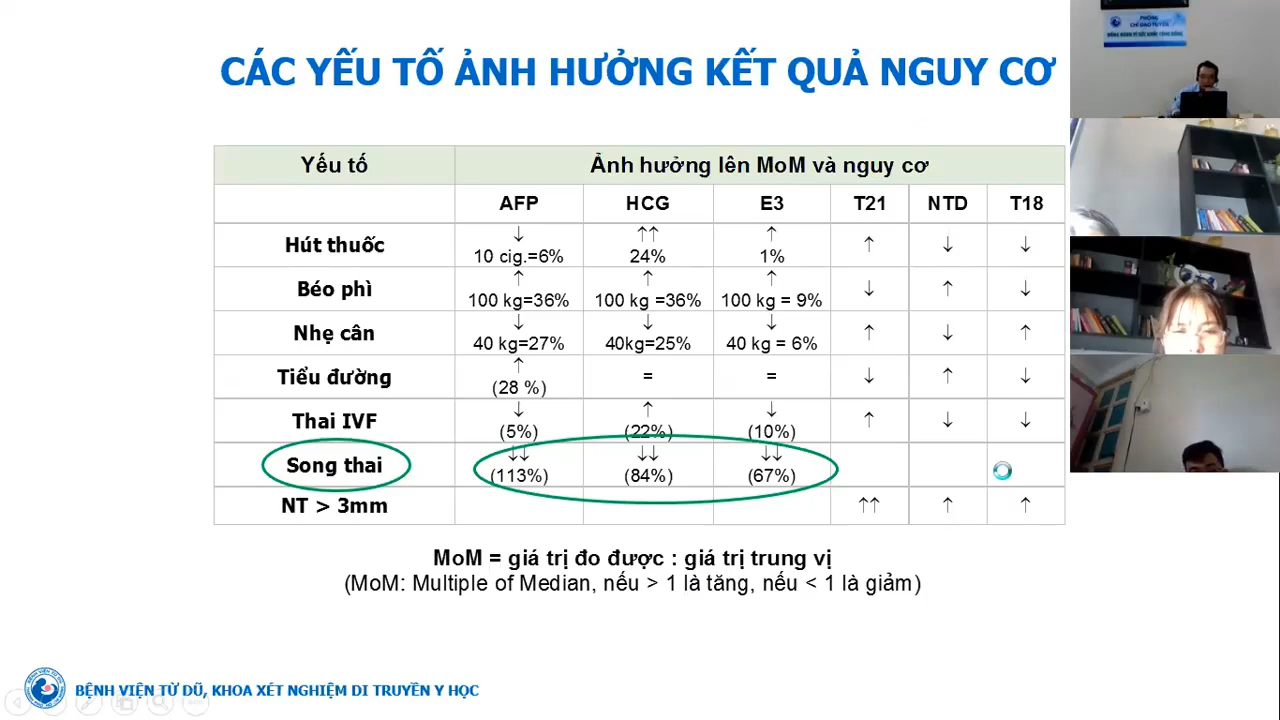 CÁC YẾU TỐ ẢNH HƯỞNG KẾT QUẢ NGUY CƠ
Yếu tố Ảnh hưởng lên MoM và nguy cơ
AFP HCG E3 T21 NTD T18
Hút thuốc ↓ 10 cig.=6% ↑↑ 24% ↑ 1% ↑ ↓ ↓
Béo phì ↑ 100 kg=36% ↑ 100 kg =36% ↑ 100 kg = 9% ↓ ↑ ↓
Nhẹ cân ↓ 40 kg=27% ↓ 40kg=25% ↓ 40 kg = 6% ↑ ↓ ↑
Tiểu đường ↑ (28 %) = = ↓ ↑ ↓
Thai IVF ↓ (5%) ↑ (22%) ↓ (10%) ↑ ↓ ↓
Song thai ↓↓ (113%) ↓↓ (84%) ↓↓ (67%)
NT > 3mm ↑↑ ↑ ↑
MoM = giá trị đo được : giá trị trung vị
(MoM: Multiple of Median, nếu > 1 là tăng, nếu < 1 là giảm)
BỆNH VIỆN TỪ DŨ, KHOA XÉT NGHIỆM DI TRUYỀN Y HỌC
PHÒNG
CHỈ ĐẠO TUYẾN